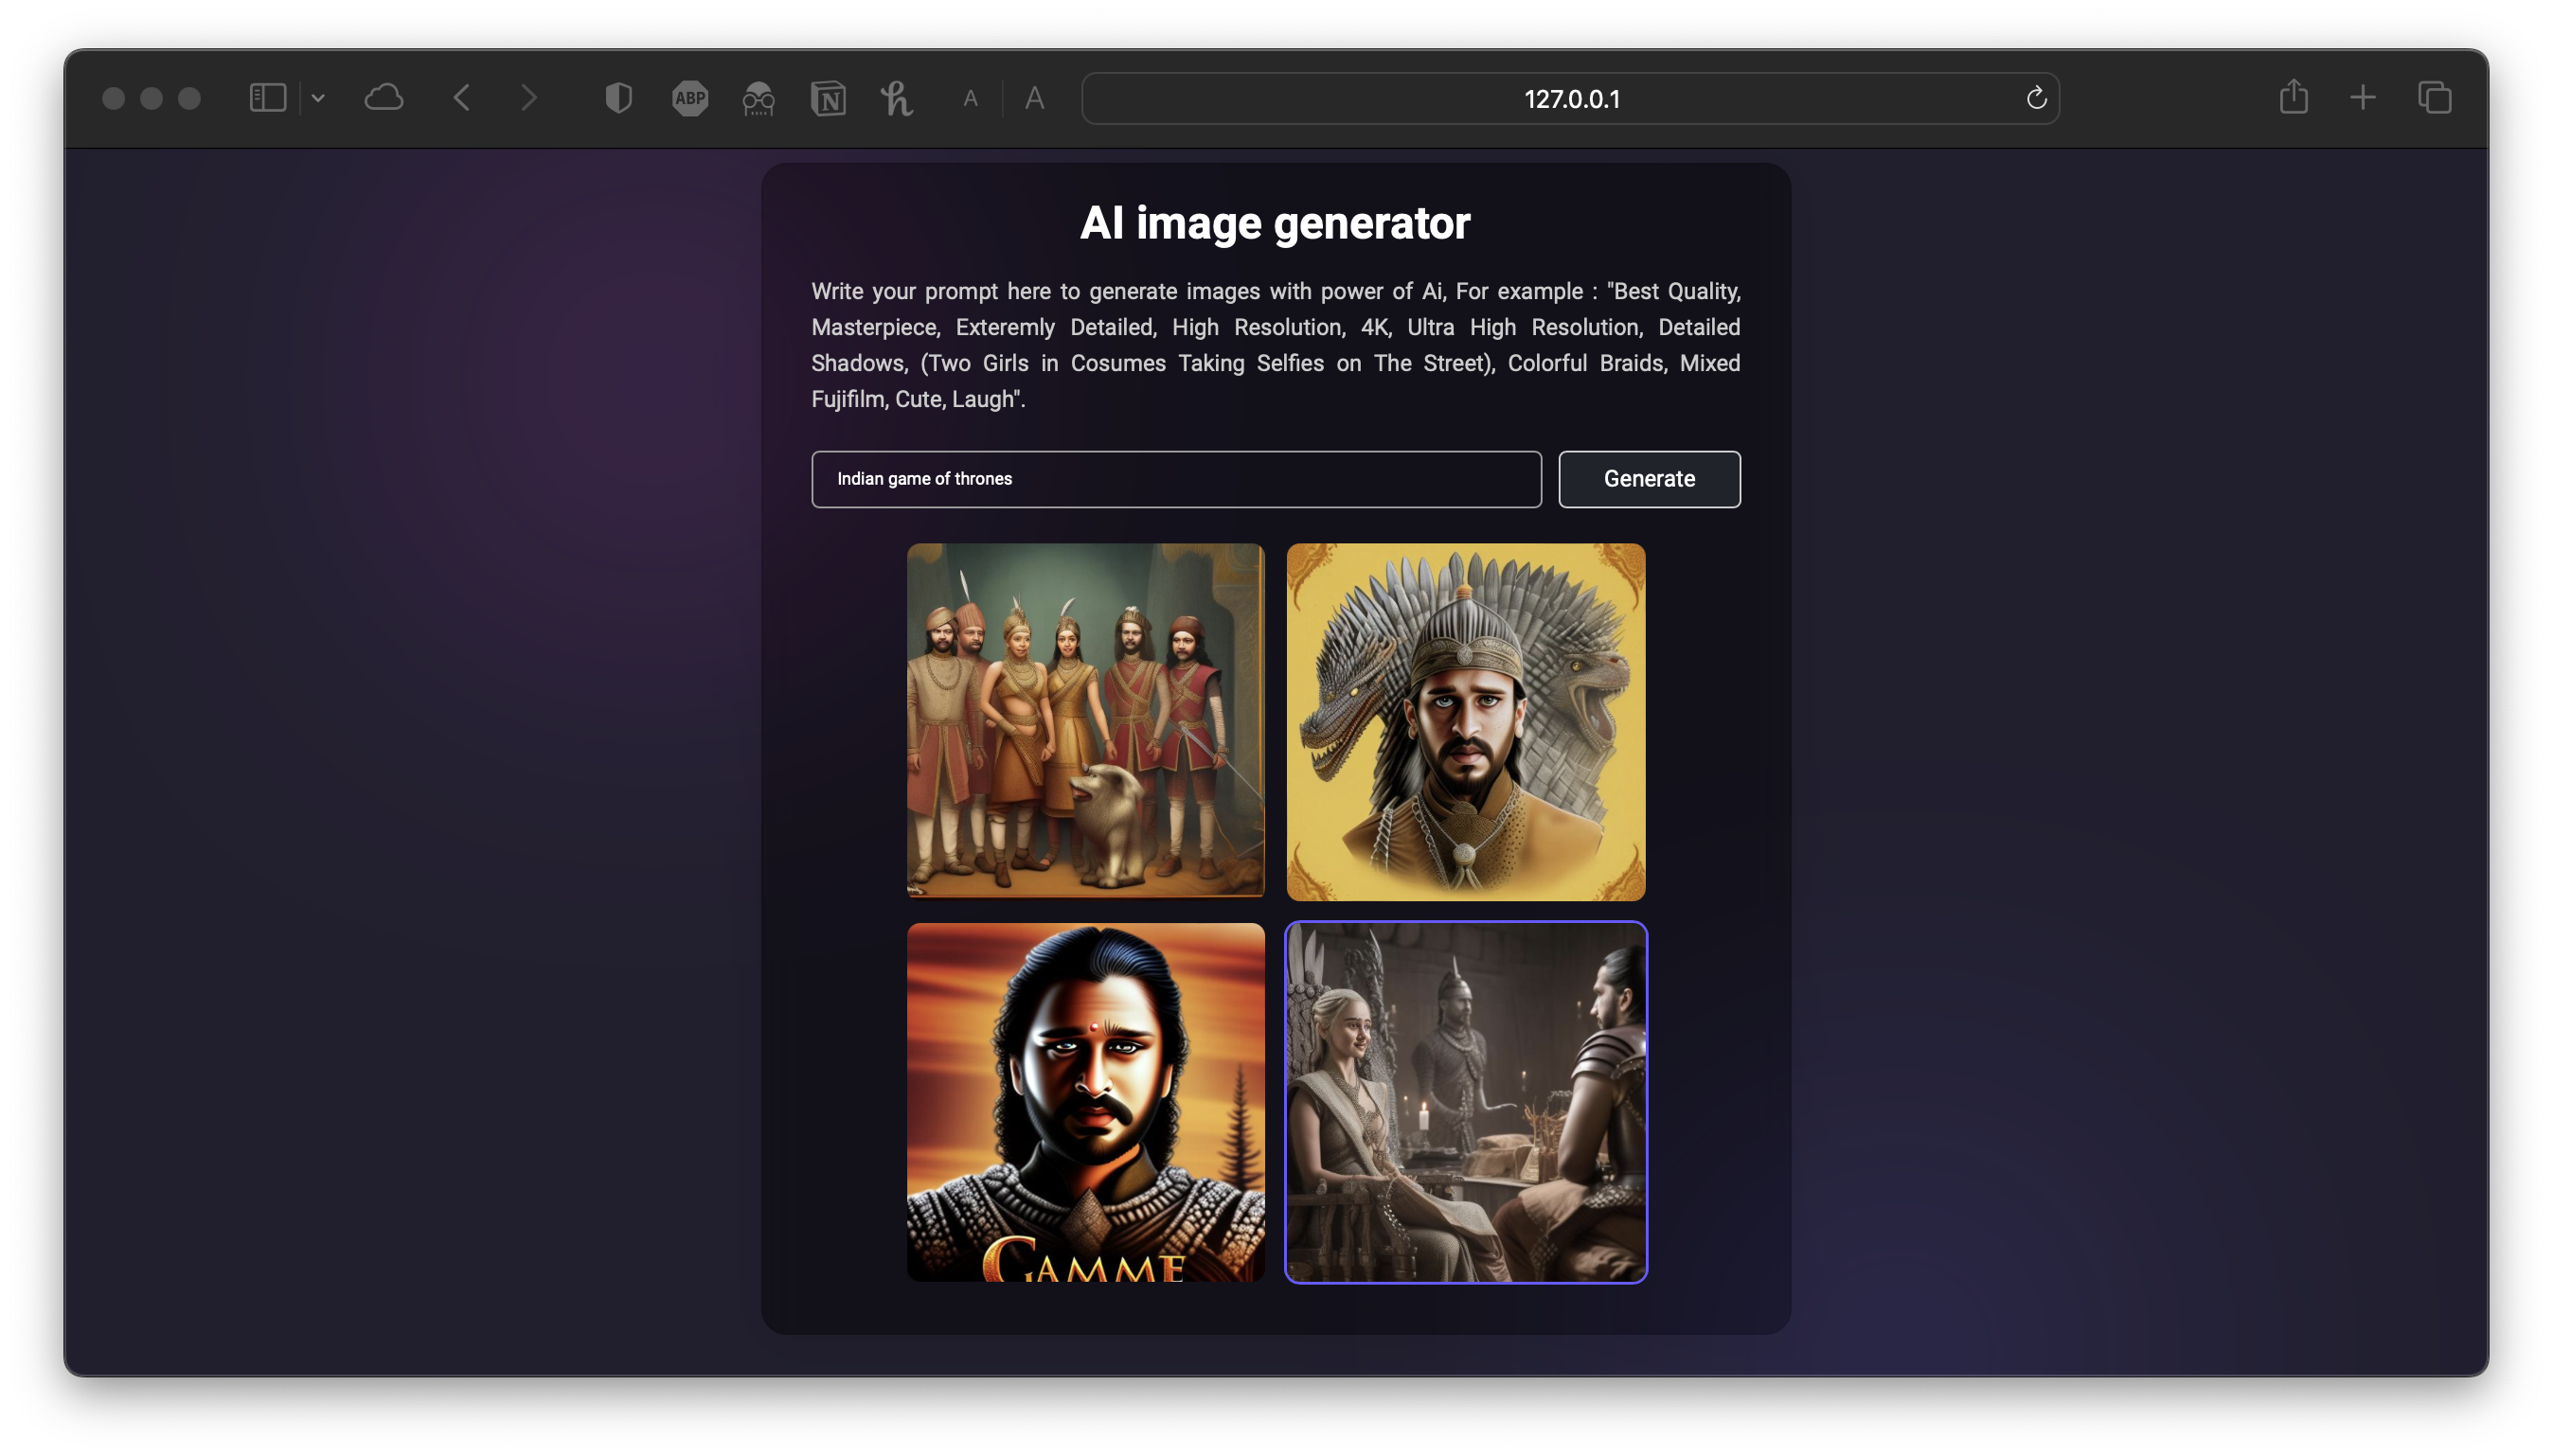 ABP
N
h
A
A
127.0.0.1
AI image generator
Write your prompt here to generate images with power of Ai, For example : "Best Quality,
Masterpiece, Exteremly Detailed, High Resolution, 4K, Ultra High Resolution, Detailed
Shadows, (Two Girls in Cosumes Taking Selfies on The Street), Colorful Braids, Mixed
Fujifilm, Cute, Laugh".
Indian game of thrones
Generate
GAMME